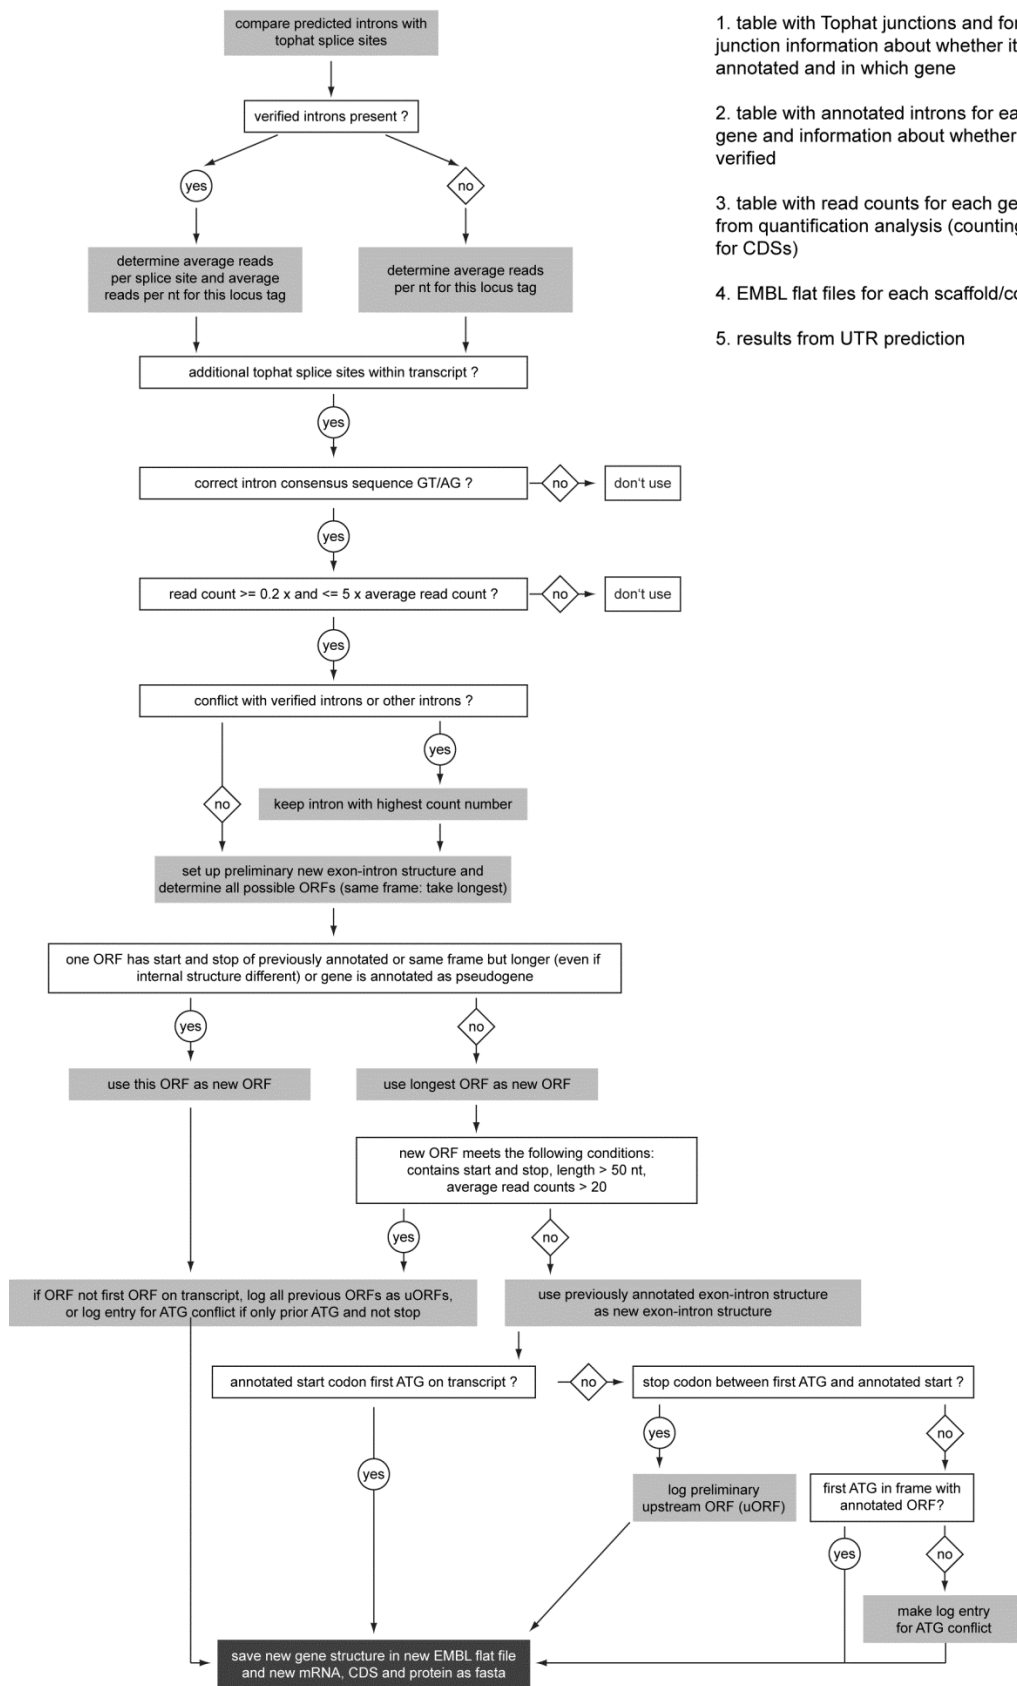 compare predicted introns with
tophat splice sites
verified introns present ?
yes
no
determine average reads
per splice site and average
reads per nt for this locus tag
determine average reads
per nt for this locus tag
additional tophat splice sites within transcript ?
yes
correct intron consensus sequence GT/AG ?
no
don't use
yes
read count >= 0.2 x and <= 5 x average read count ?
no
don't use
yes
conflict with verified introns or other introns ?
yes
no
keep intron with highest count number
set up preliminary new exon-intron structure and
determine all possible ORFs (same frame: take longest)
one ORF has start and stop of previously annotated or same frame but longer (even if
internal structure different) or gene is annotated as pseudogene
yes
no
use this ORF as new ORF
use longest ORF as new ORF
new ORF meets the following conditions:
contains start and stop, length > 50 nt,
average read counts > 20
yes
no
if ORF not first ORF on transcript, log all previous ORFs as uORFs,
or log entry for ATG conflict if only prior ATG and not stop
use previously annotated exon-intron structure
as new exon-intron structure
annotated start codon first ATG on transcript ?
no
stop codon between first ATG and annotated start ?
yes
yes
no
log preliminary
upstream ORF (uORF)
first ATG in frame with
annotated ORF?
yes
no
make log entry
for ATG conflict
save new gene structure in new EMBL flat file
and new mRNA, CDS and protein as fasta
1. table with Tophat junctions and for
junction information about whether it
annotated and in which gene
2. table with annotated introns for
gene and information about whether
verified
3. table with read counts for each
from quantification analysis
for CDSs)
4. EMBL flat files for each
5. results from UTR prediction